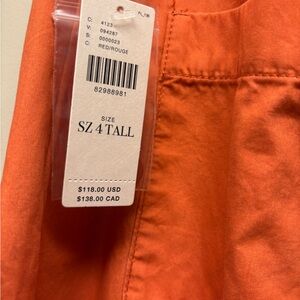 C: 4123
V: 094287
S: 0000023
C: RED/ROUGE
82988981
SIZE
SZ 4 TALL
$118.00 USD
$138.00 CAD